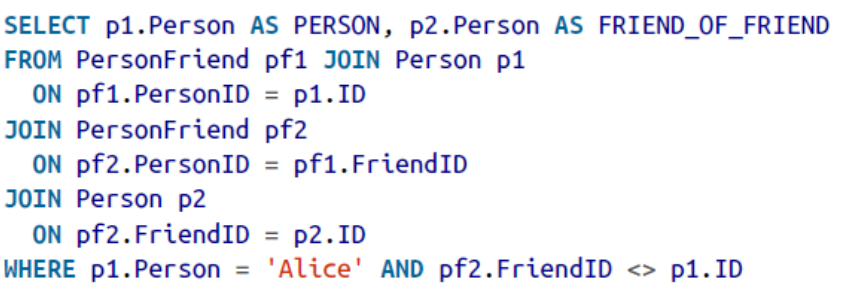 SELECT p1.Person AS PERSON, p2.Person AS FRIEND_OF_FRIEND
FROM PersonFriend pf1 JOIN Person p1
  ON pf1.PersonID = p1.ID
JOIN PersonFriend pf2
  ON pf2.PersonID = pf1.FriendID
JOIN Person p2
  ON pf2.FriendID = p2.ID
WHERE p1.Person = 'Alice' AND pf2.FriendID <> p1.ID